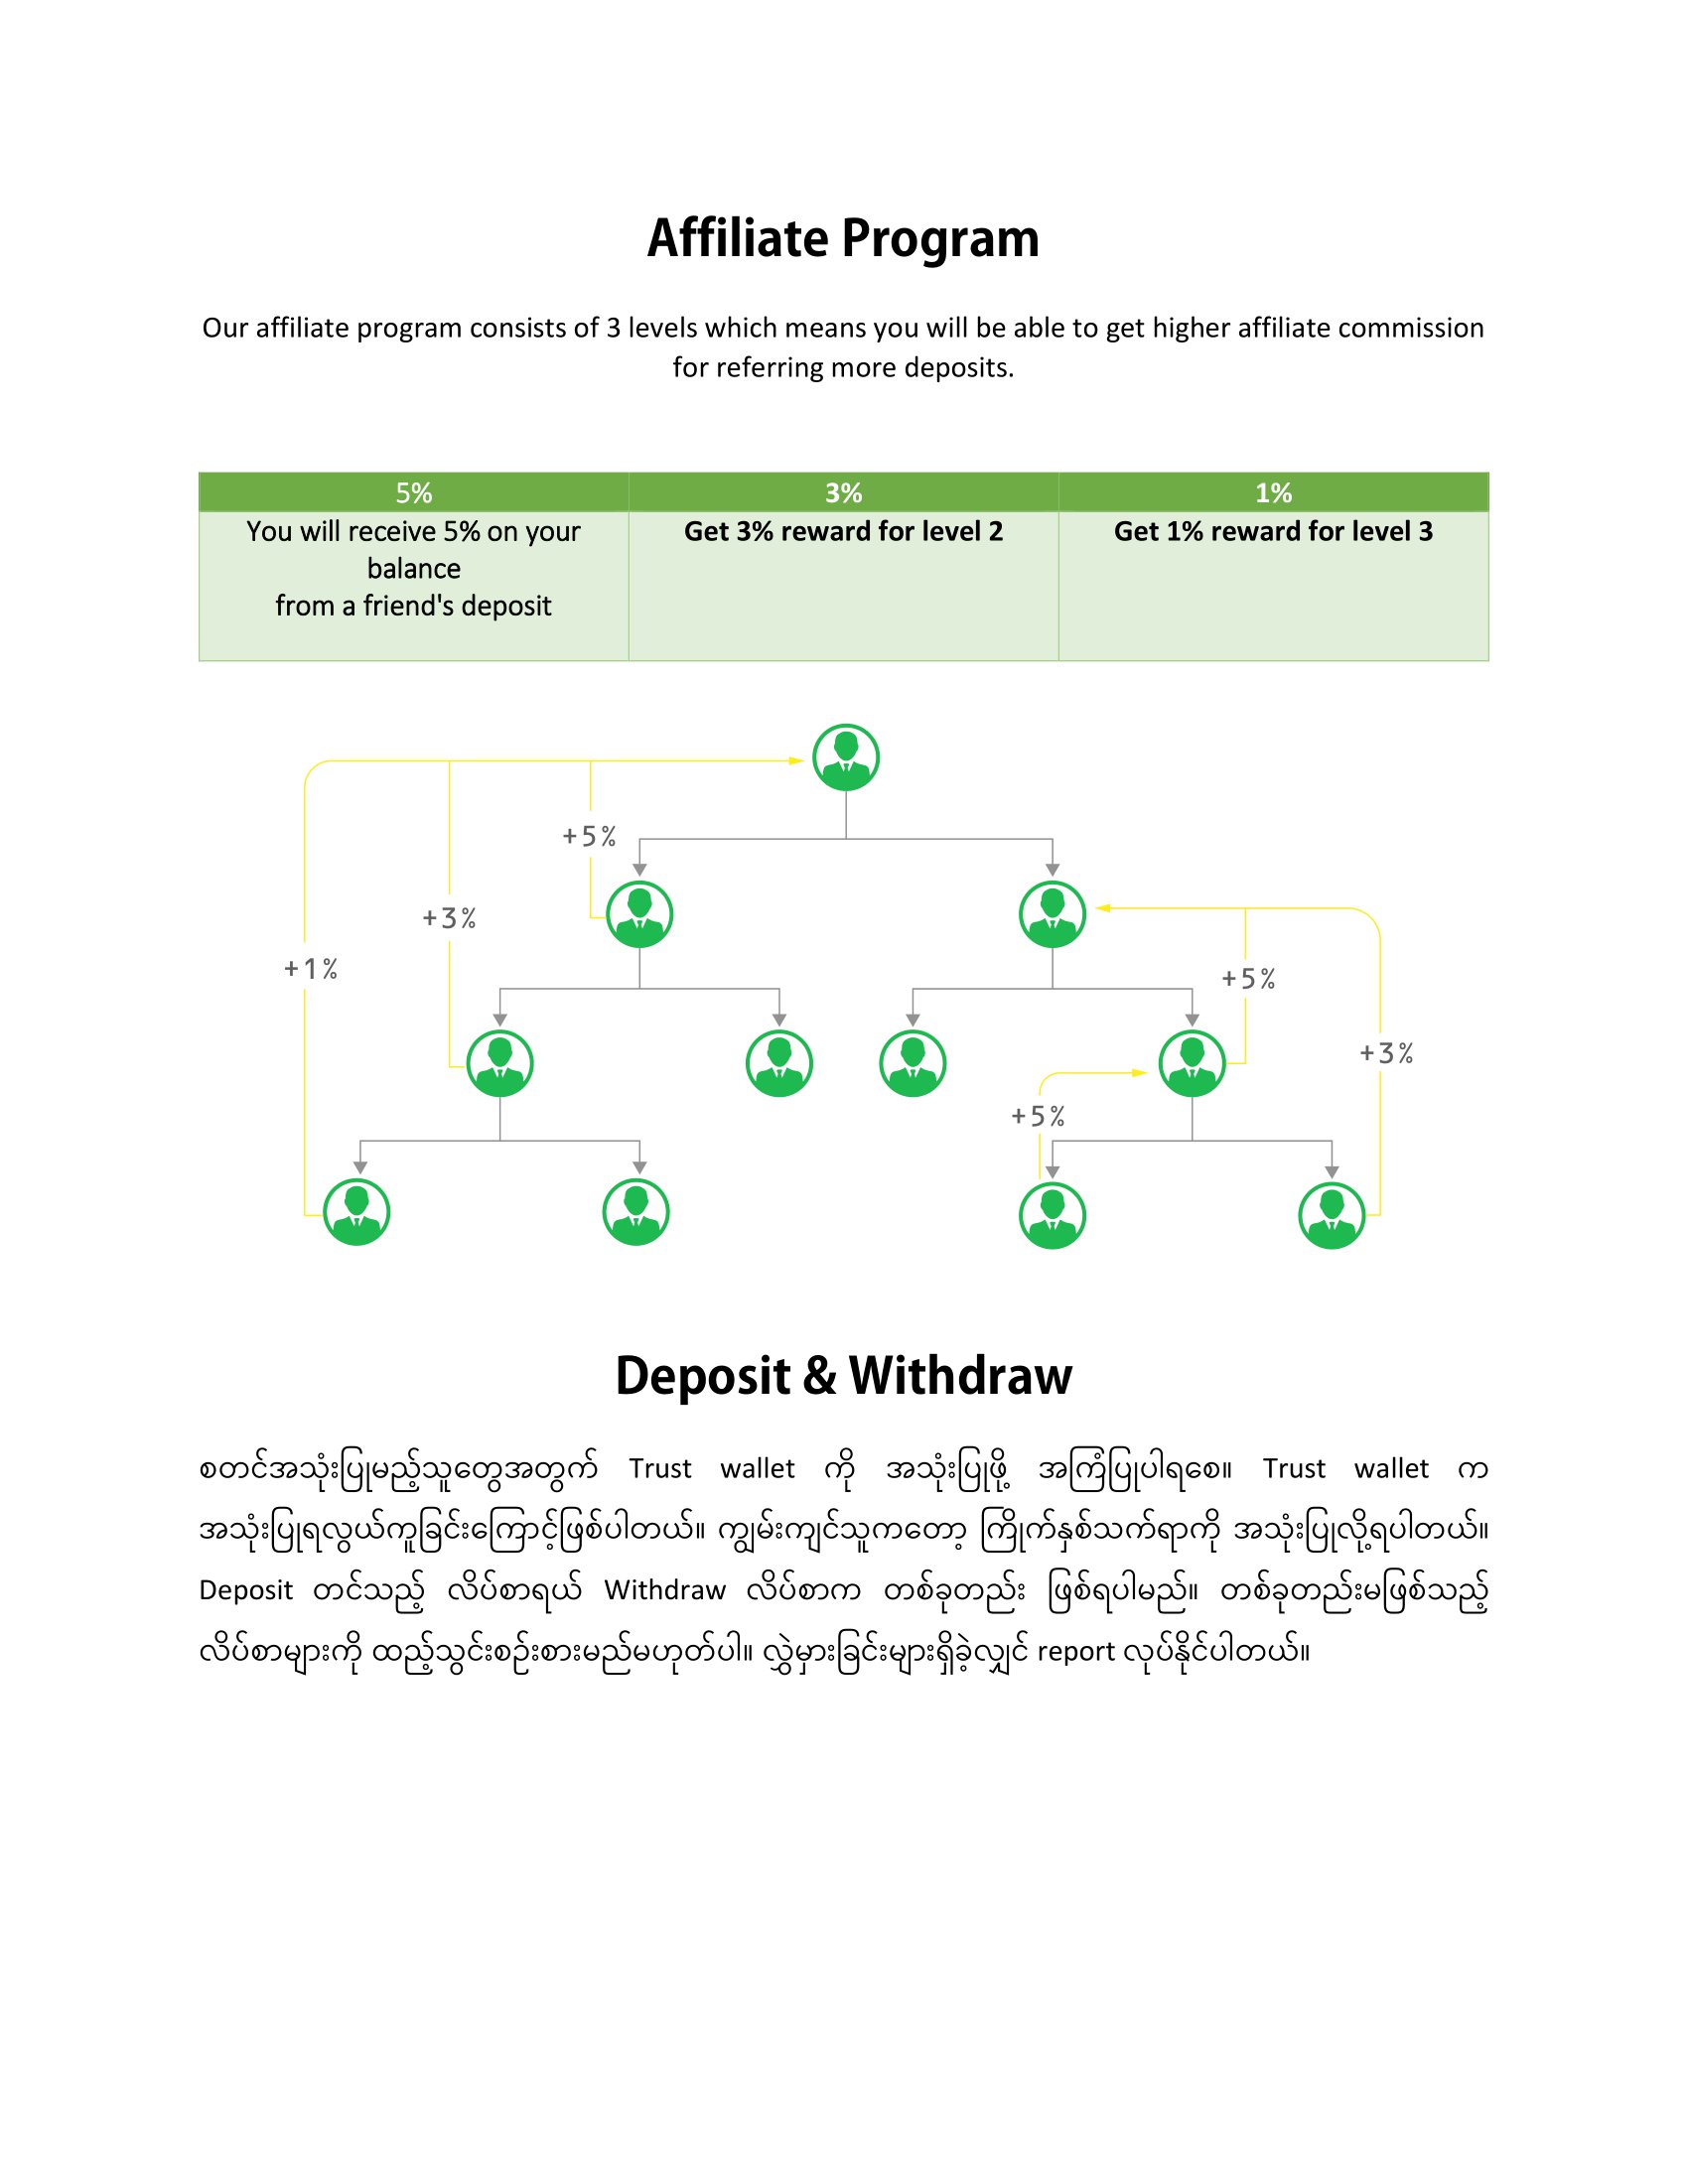 Affiliate Program
Our affiliate program consists of 3 levels which means you will be able to get higher affiliate commission
for referring more deposits.
5%
3%
1%
You will receive 5% on your
balance
from a friend's deposit
Get 3% reward for level 2
Get 1% reward for level 3
+5%
+3%
+1%
+5%
+3%
+5%
Deposit & Withdraw
စတင်အသုံးပြုမည့်သူတွေအတွက် Trust wallet ကို အသုံးပြုဖို့ အကြံပြုပါရစေ။ Trust wallet က
အသုံးပြုရလွယ်ကူခြင်းကြောင့်ဖြစ်ပါတယ်။ ကျွမ်းကျင်သူကတော့ ကြိုက်နှစ်သက်ရာကို အသုံးပြုလို့ရပါတယ်။
Deposit တင်သည့် လိပ်စာရယ် Withdraw လိပ်စာက တစ်ခုတည်း ဖြစ်ရပါမည်။ တစ်ခုတည်းမဖြစ်သည့်
လိပ်စာများကို ထည့်သွင်းစဉ်းစားမည်မဟုတ်ပါ။ လွှဲမှားခြင်းများရှိခဲ့လျှင် report လုပ်နိုင်ပါတယ်။